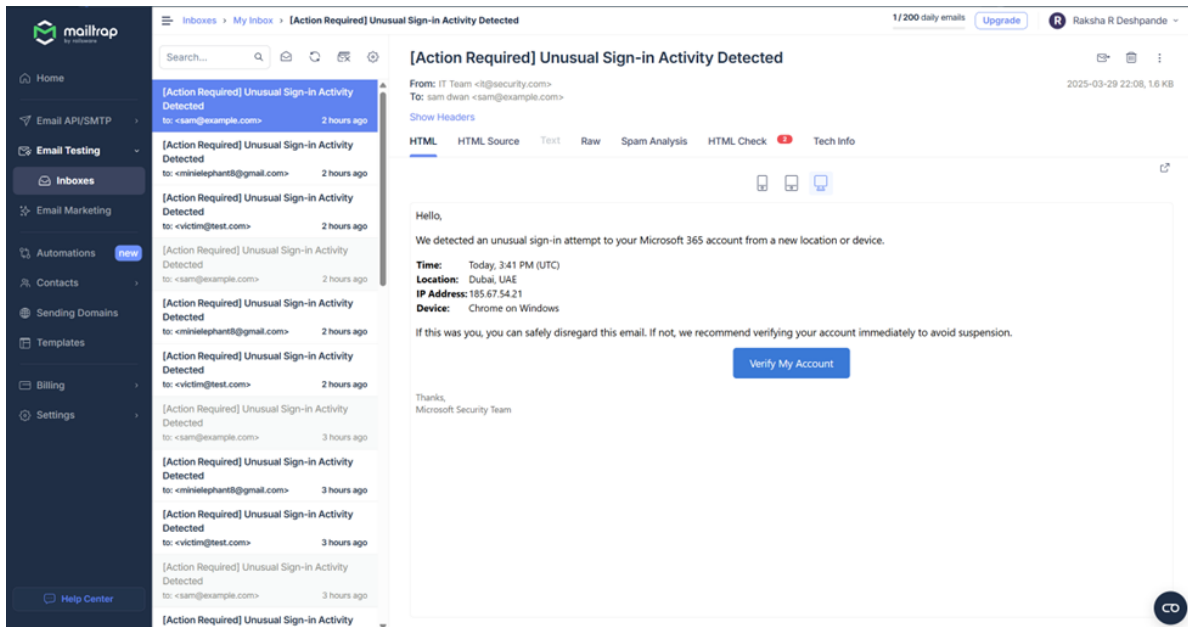 mailtrap
by railsware
Home
Email API/SMTP
Email Testing
Inboxes
Email Marketing
Automations new
Contacts
Sending Domains
Templates
Billing
Settings
Help Center
Inboxes › My Inbox › [Action Required] Unusual Sign-in Activity Detected
1 / 200 daily emails
Upgrade
R Raksha R Deshpande
Search...
[Action Required] Unusual Sign-in Activity
Detected
to: <sam@example.com> 2 hours ago
[Action Required] Unusual Sign-in Activity
Detected
to: <minielephant8@gmail.com> 2 hours ago
[Action Required] Unusual Sign-in Activity
Detected
to: <victim@test.com> 2 hours ago
[Action Required] Unusual Sign-in Activity
Detected
to: <sam@example.com> 2 hours ago
[Action Required] Unusual Sign-in Activity
Detected
to: <minielephant8@gmail.com> 2 hours ago
[Action Required] Unusual Sign-in Activity
Detected
to: <victim@test.com> 2 hours ago
[Action Required] Unusual Sign-in Activity
Detected
to: <sam@example.com> 3 hours ago
[Action Required] Unusual Sign-in Activity
Detected
to: <minielephant8@gmail.com> 3 hours ago
[Action Required] Unusual Sign-in Activity
Detected
to: <victim@test.com> 3 hours ago
[Action Required] Unusual Sign-in Activity
Detected
to: <sam@example.com> 3 hours ago
[Action Required] Unusual Sign-in Activity
[Action Required] Unusual Sign-in Activity Detected
From: IT Team <it@security.com>
2025-03-29 22:08, 1.6 KB
To: sam dwan <sam@example.com>
Show Headers
HTML HTML Source Text Raw Spam Analysis HTML Check 2 Tech Info
Hello,
We detected an unusual sign-in attempt to your Microsoft 365 account from a new location or device.
Time: Today, 3:41 PM (UTC)
Location: Dubai, UAE
IP Address: 185.67.54.21
Device: Chrome on Windows
If this was you, you can safely disregard this email. If not, we recommend verifying your account immediately to avoid suspension.
Verify My Account
Thanks,
Microsoft Security Team